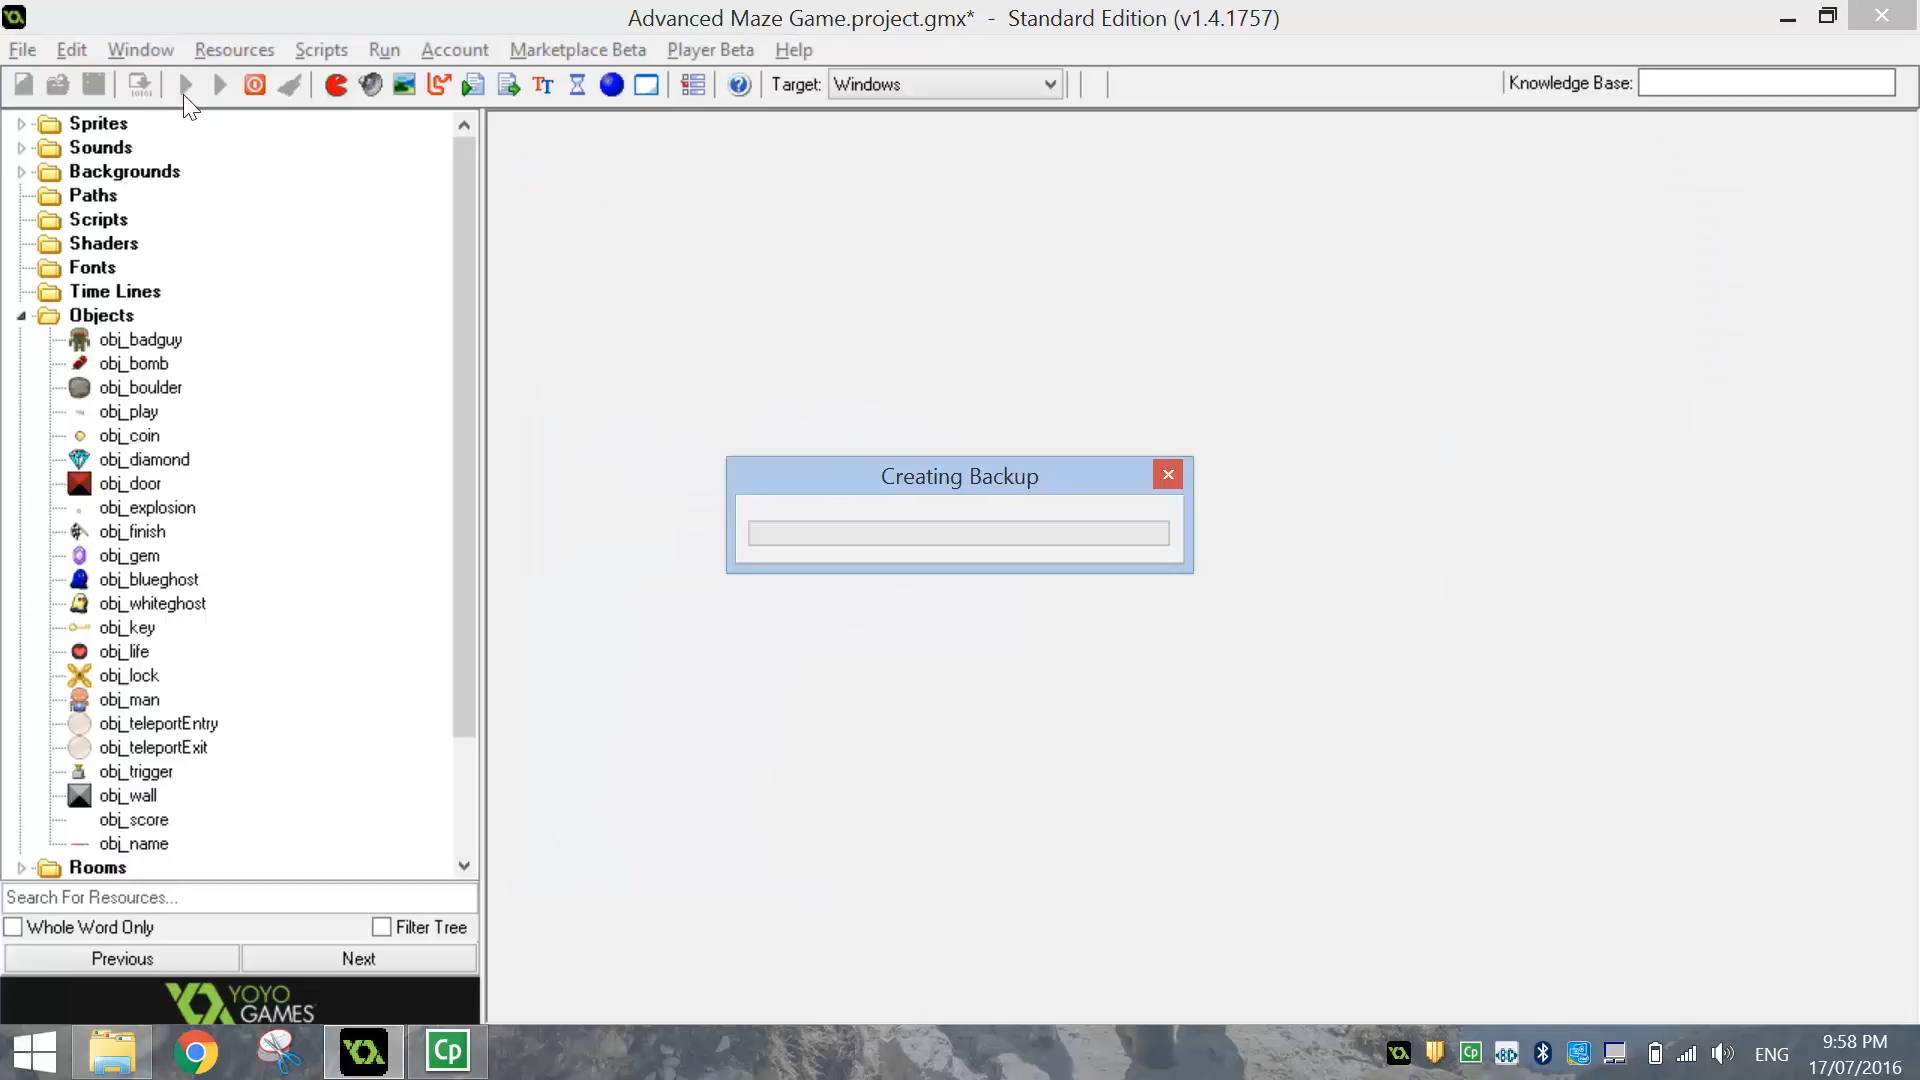 Advanced Maze Game.project.gmx* - Standard Edition (v1.4.1757)
File Edit Window Resources Scripts Run Account Marketplace Beta Player Beta Help
Target: Windows
Knowledge Base:
Sprites
Sounds
Backgrounds
Paths
Scripts
Shaders
Fonts
Time Lines
Objects
obj_badguy
obj_bomb
obj_boulder
obj_play
obj_coin
obj_diamond
obj_door
obj_explosion
obj_finish
obj_gem
obj_blueghost
obj_whiteghost
obj_key
obj_life
obj_lock
obj_man
obj_teleportEntry
obj_teleportExit
obj_trigger
obj_wall
obj_score
obj_name
Rooms
Creating Backup
Search For Resources...
Whole Word Only Filter Tree
Previous Next
YOYO
GAMES
Cp
Cp
ENG
9:58 PM
17/07/2016